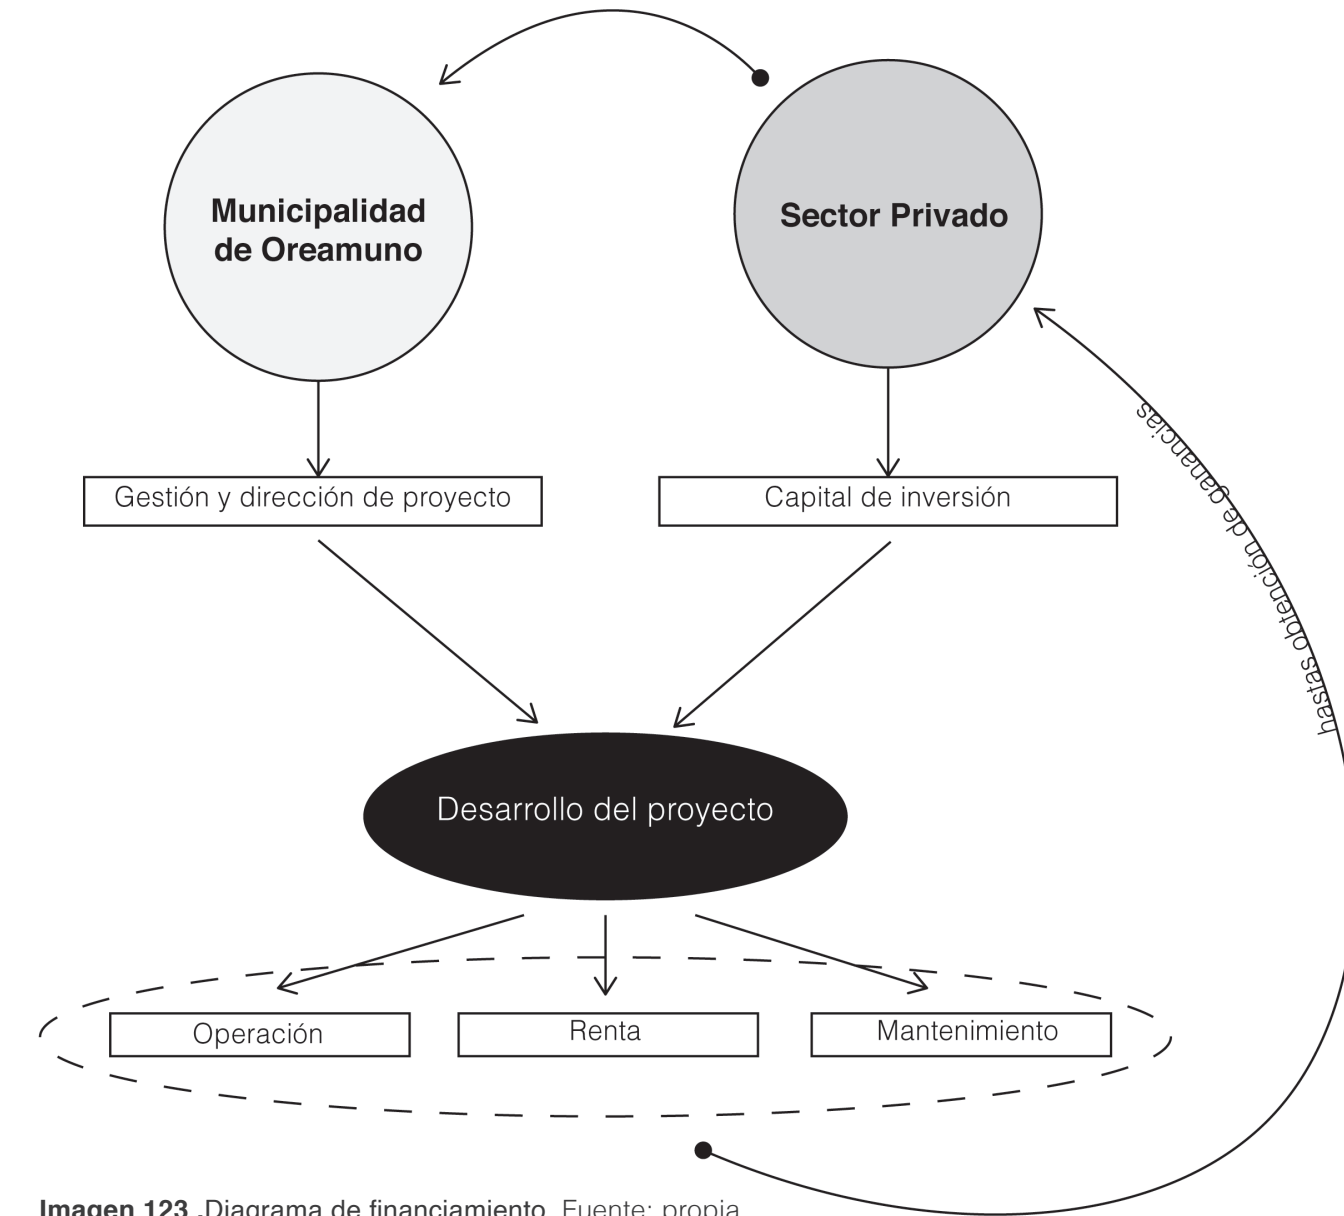 Municipalidad
de Oreamuno
Sector Privado
Gestión y dirección de proyecto
Capital de inversión
hastas obtención de ganancias
Desarrollo del proyecto
Operación
Renta
Mantenimiento
Imagen 123 .Diagrama de financiamiento. Fuente: propia